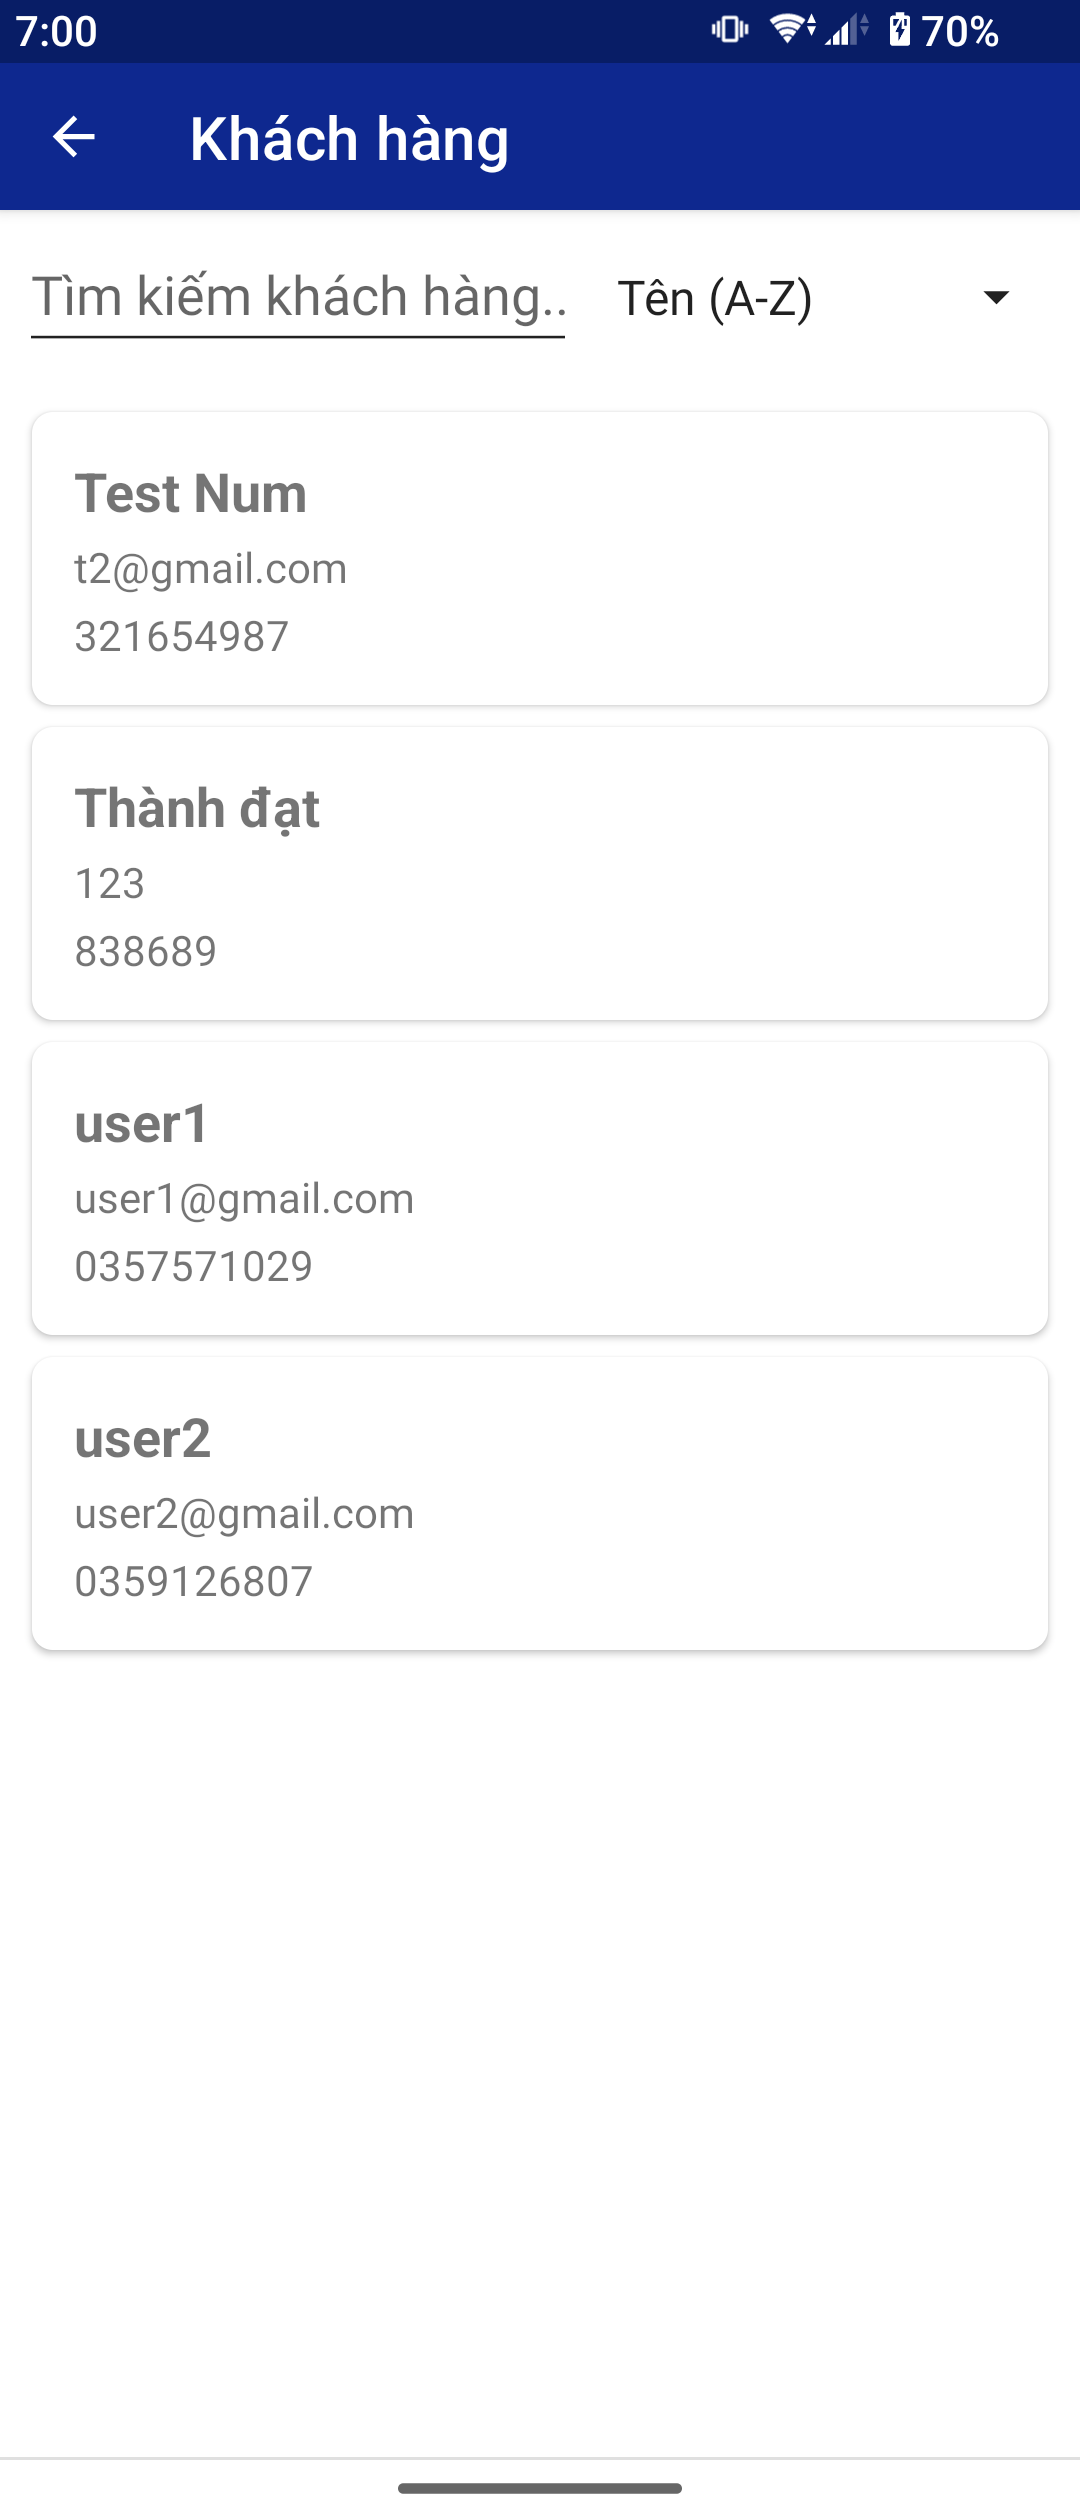 7:00 70%
Khách hàng
Tìm kiếm khách hàng.. Tên (A-Z)
Test Num
t2@gmail.com
321654987
Thành đạt
123
838689
user1
user1@gmail.com
0357571029
user2
user2@gmail.com
0359126807